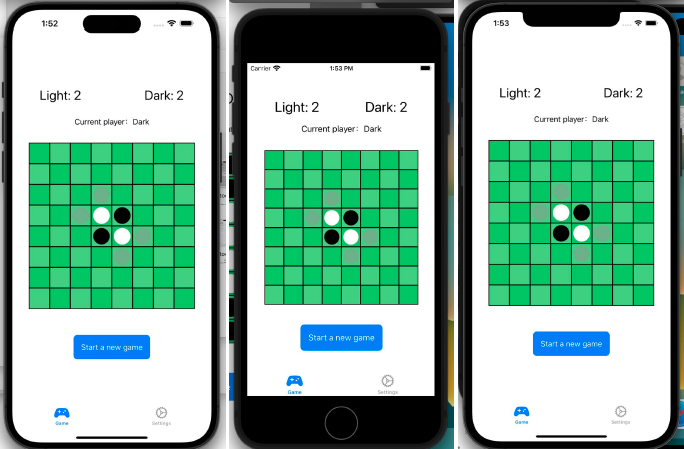 1:52
Light: 2
Dark: 2
Current player: Dark
Start a new game
Game
Settings
Carrier
1:53 PM
Light: 2
Dark: 2
Current player: Dark
Start a new game
Game
Settings
1:53
Light: 2
Dark: 2
Current player: Dark
Start a new game
Game
Settings